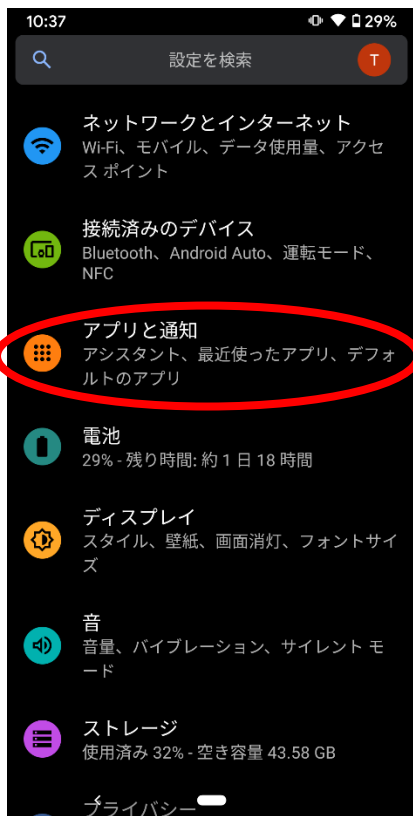 10:37 29%
設定を検索 T
ネットワークとインターネット
Wi-Fi、モバイル、データ使用量、アクセ
ス ポイント
接続済みのデバイス
Bluetooth、Android Auto、運転モード、
NFC
アプリと通知
アシスタント、最近使ったアプリ、デフォ
ルトのアプリ
電池
29% - 残り時間: 約 1 日 18 時間
ディスプレイ
スタイル、壁紙、画面消灯、フォントサイ
ズ
音
音量、バイブレーション、サイレント モ
ード
ストレージ
使用済み 32% - 空き容量 43.58 GB
プライバシー